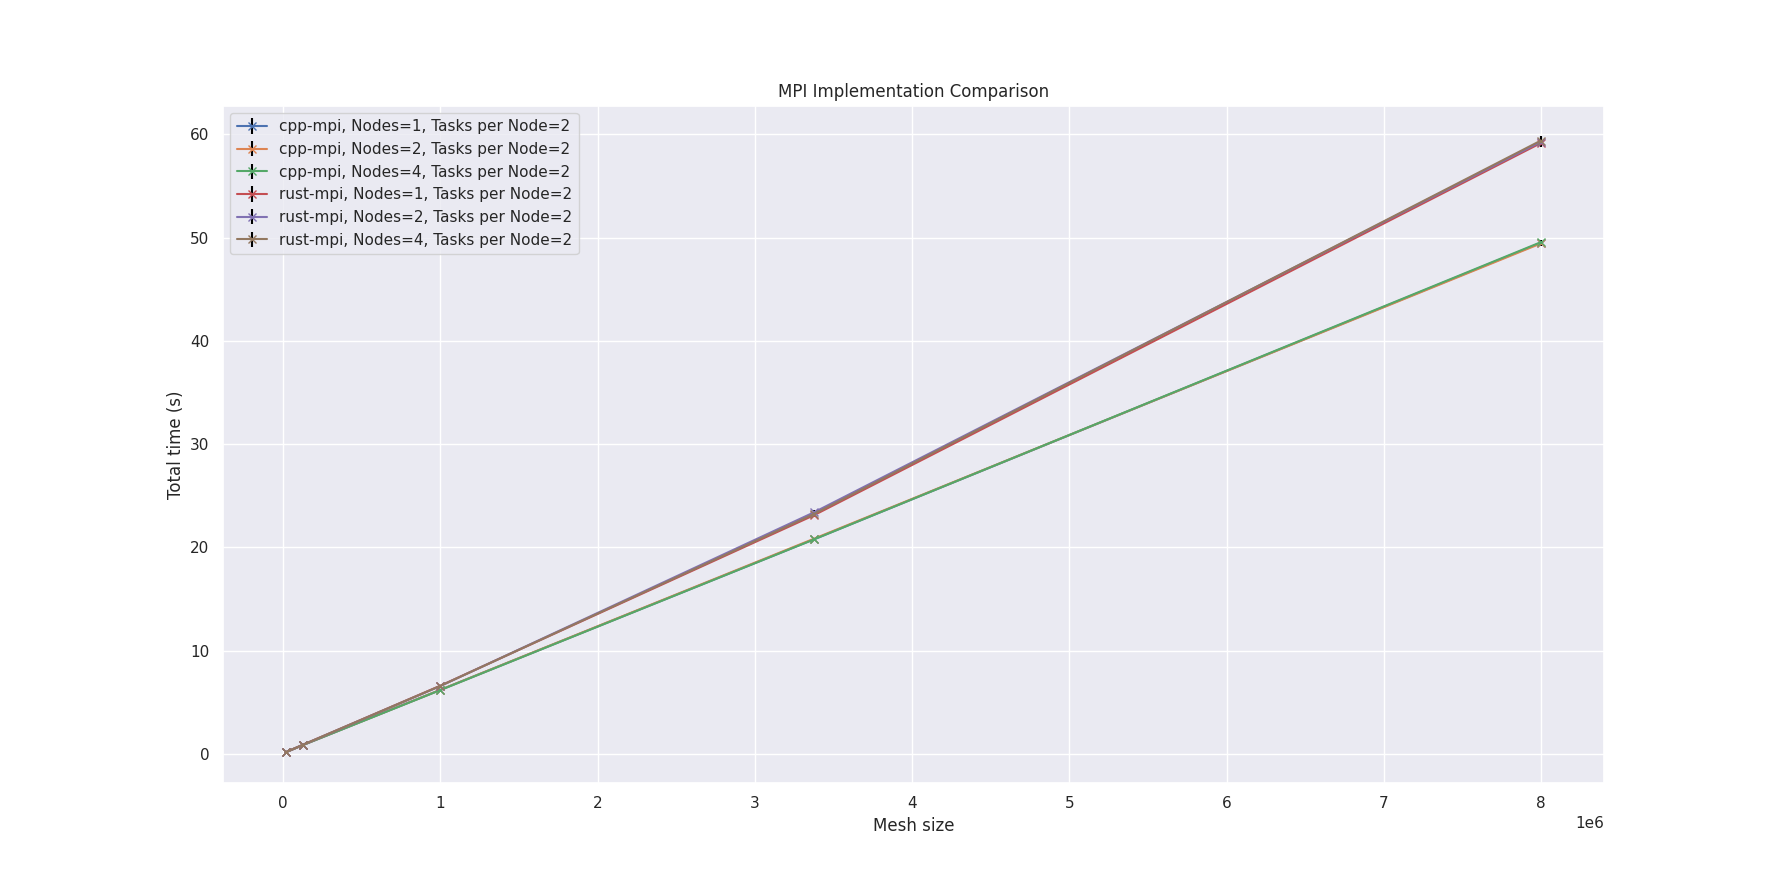 MPI Implementation Comparison
cpp-mpi, Nodes=1, Tasks per Node=2
cpp-mpi, Nodes=2, Tasks per Node=2
cpp-mpi, Nodes=4, Tasks per Node=2
rust-mpi, Nodes=1, Tasks per Node=2
rust-mpi, Nodes=2, Tasks per Node=2
rust-mpi, Nodes=4, Tasks per Node=2
60
50
40
30
20
10
0
Total time (s)
0 1 2 3 4 5 6 7 8
1e6
Mesh size